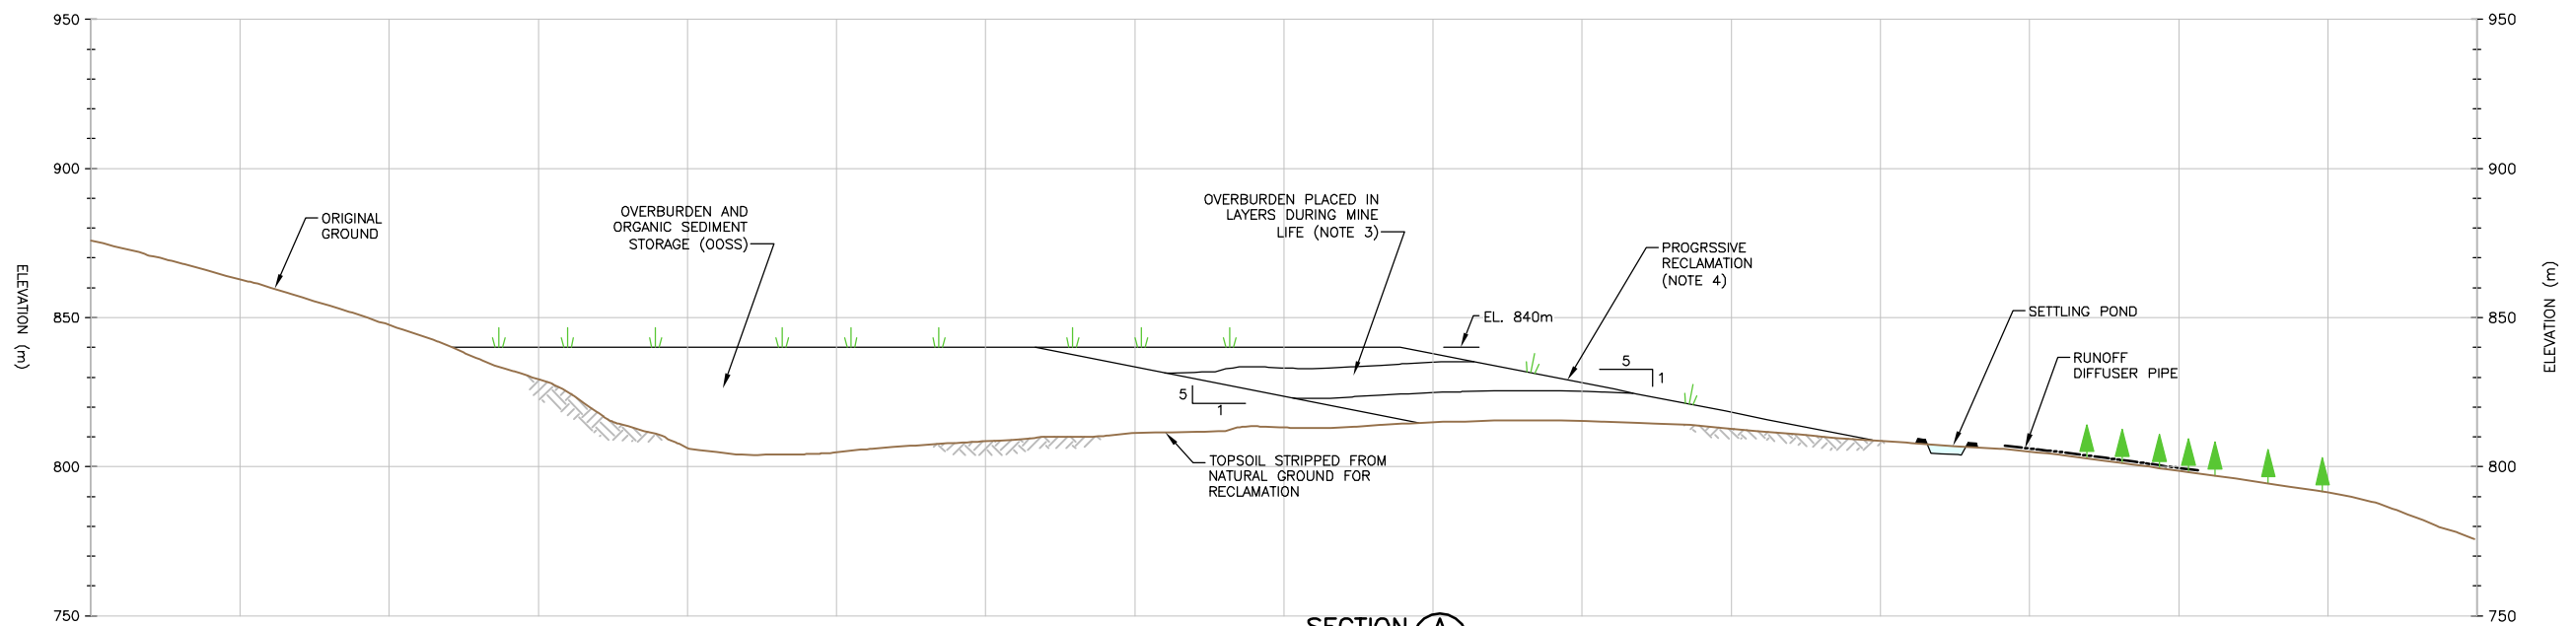 950
900
850
800
750
ELEVATION (m)
ORIGINAL
GROUND
OVERBURDEN AND
ORGANIC SEDIMENT
STORAGE (OOSS)
OVERBURDEN PLACED IN
LAYERS DURING MINE
LIFE (NOTE 3)
PROGRSSIVE
RECLAMATION
(NOTE 4)
EL. 840m
5
1
5
1
SETTLING POND
RUNOFF
DIFFUSER PIPE
TOPSOIL STRIPPED FROM
NATURAL GROUND FOR
RECLAMATION
950
900
850
800
750
ELEVATION (m)
SECTION A